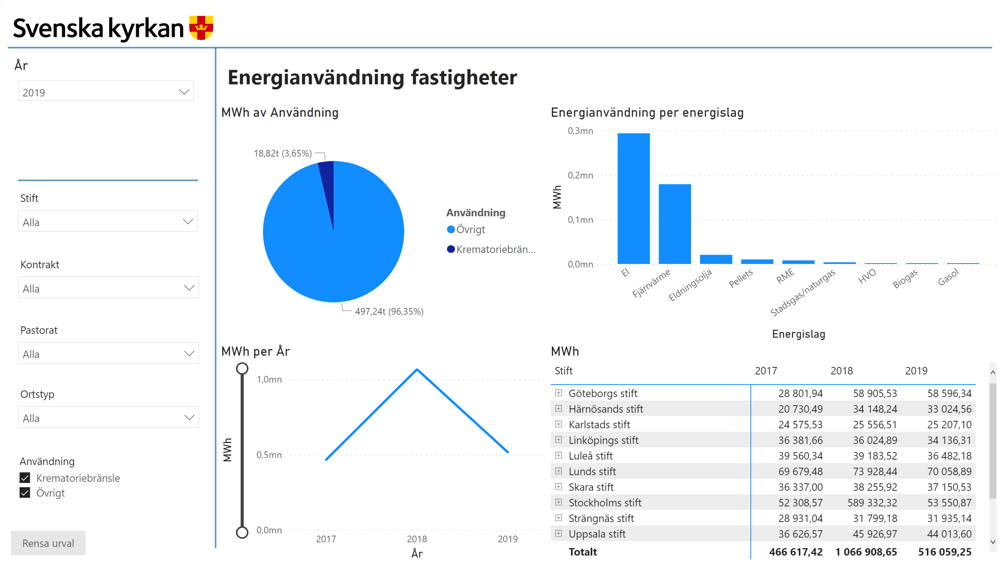 Svenska kyrkan
År
2019
Stift
Alla
Kontrakt
Alla
Pastorat
Alla
Ortstyp
Alla
Användning
Krematoriebränsle
Övrigt
Rensa urval
Energianvändning fastigheter
MWh av Användning
18,82t (3,65%)
497,24t (96,35%)
Användning
Övrigt
Krematoriebrän...
Energianvändning per energislag
MWh
0,3mn
0,2mn
0,1mn
0,0mn
El
Fjärrvärme
Eldningsolja
Pellets
RME
Stadsgas/naturgas
HVO
Biogas
Gasol
Energislag
MWh per År
MWh
1,0mn
0,5mn
0,0mn
2017 2018 2019
År
MWh
Stift 2017 2018 2019
Göteborgs stift 28 801,94 58 905,53 58 596,34
Härnösands stift 20 730,49 34 148,24 33 024,56
Karlstads stift 24 575,53 25 556,51 25 207,10
Linköpings stift 36 381,66 36 024,89 34 136,31
Luleå stift 39 560,34 39 183,52 36 482,18
Lunds stift 69 679,48 73 928,44 70 058,89
Skara stift 36 337,00 38 255,92 37 150,53
Stockholms stift 52 308,57 589 332,32 53 550,87
Strängnäs stift 28 931,04 31 799,18 31 935,14
Uppsala stift 36 626,57 45 926,97 44 013,60
Totalt 466 617,42 1 066 908,65 516 059,25